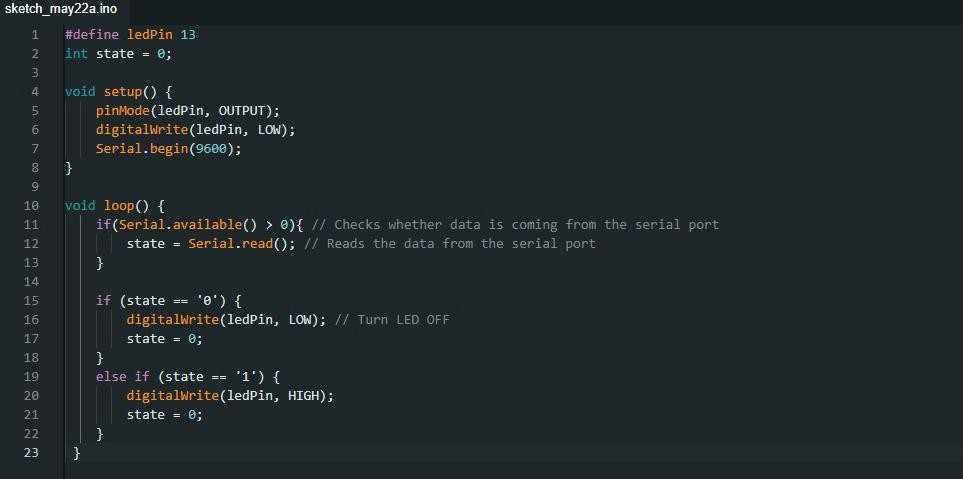 sketch_may22a.ino
1 #define ledPin 13
2 int state = 0;
3
4 void setup() {
5     pinMode(ledPin, OUTPUT);
6     digitalWrite(ledPin, LOW);
7     Serial.begin(9600);
8 }
9
10 void loop() {
11     if(Serial.available() > 0){ // Checks whether data is coming from the serial port
12         state = Serial.read(); // Reads the data from the serial port
13     }
14
15     if (state == '0') {
16         digitalWrite(ledPin, LOW); // Turn LED OFF
17         state = 0;
18     }
19     else if (state == '1') {
20         digitalWrite(ledPin, HIGH);
21         state = 0;
22     }
23  }